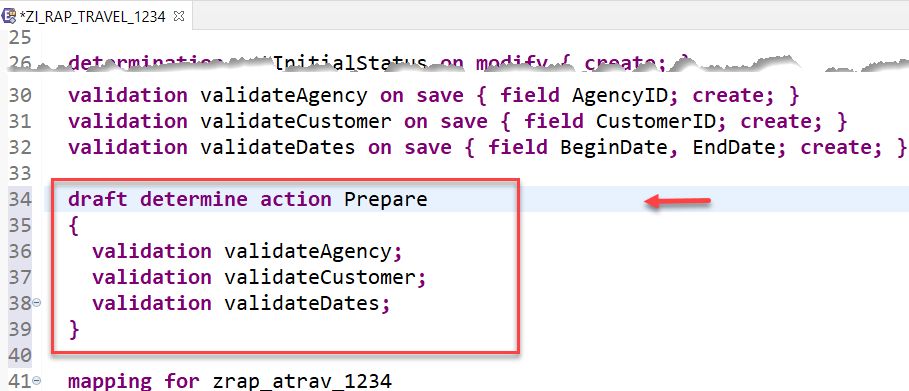 *ZI_RAP_TRAVEL_1234
25
26 determination InitialStatus on modify { create; }
30 validation validateAgency on save { field AgencyID; create; }
31 validation validateCustomer on save { field CustomerID; create; }
32 validation validateDates on save { field BeginDate, EndDate; create; }
33
34 draft determine action Prepare
35 {
36 validation validateAgency;
37 validation validateCustomer;
38 validation validateDates;
39 }
40
41 mapping for zrap_atrav_1234